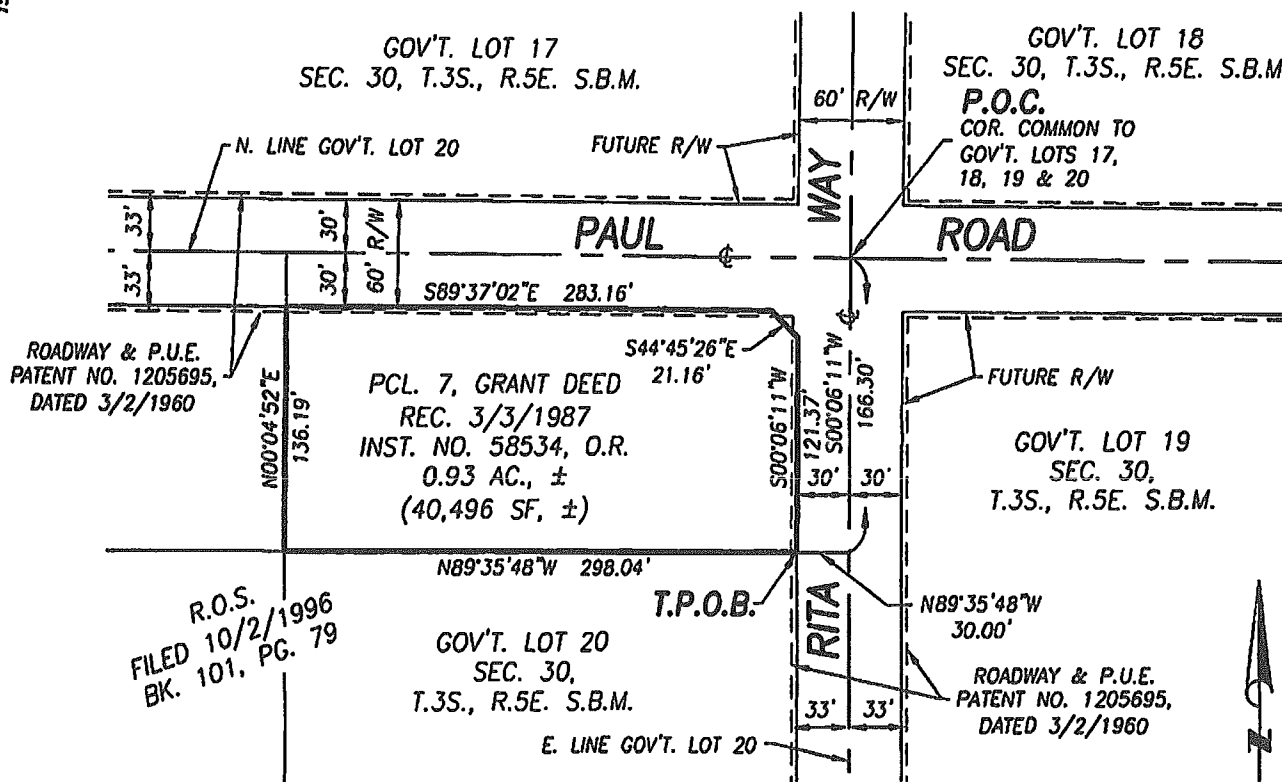 GOV'T. LOT 17
SEC. 30, T.3S., R.5E. S.B.M.
GOV'T. LOT 18
SEC. 30, T.3S., R.5E. S.B.M
60' R/W
P.O.C.
COR. COMMON TO
GOV'T. LOTS 17,
18, 19 & 20
N. LINE GOV'T. LOT 20
FUTURE R/W
WAY
33'
33'
30'
30'
60' R/W
PAUL
ROAD
S89°37'02"E 283.16'
S44°45'26"E
21.16'
ROADWAY & P.U.E.
PATENT NO. 1205695,
DATED 3/2/1960
N00°04'52"E
136.19'
PCL. 7, GRANT DEED
REC. 3/3/1987
INST. NO. 58534, O.R.
0.93 AC., ±
(40,496 SF, ±)
S00°06'11"W
121.37'
S00°06'11"W
166.30'
30'
30'
FUTURE R/W
GOV'T. LOT 19
SEC. 30,
T.3S., R.5E. S.B.M.
N89°35'48"W 298.04'
T.P.O.B.
RITA
N89°35'48"W
30.00'
R.O.S.
FILED 10/2/1996
BK. 101, PG. 79
GOV'T. LOT 20
SEC. 30,
T.3S., R.5E. S.B.M.
33'
33'
ROADWAY & P.U.E.
PATENT NO. 1205695,
DATED 3/2/1960
E. LINE GOV'T. LOT 20
N